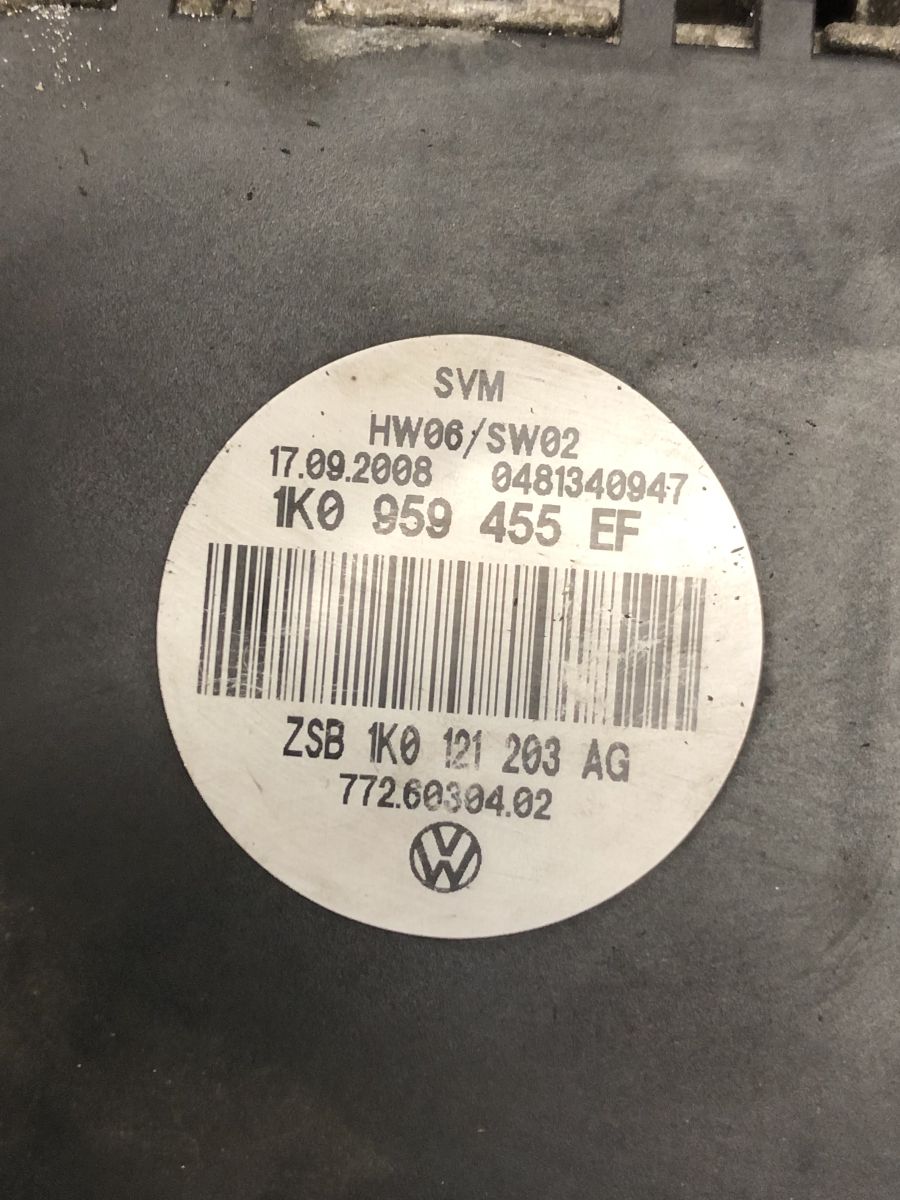 SVM
HW06/SW02
17.09.2008 0481340947
1K0 959 455 EF
ZSB 1K0 121 203 AG
772.60304.02
VW